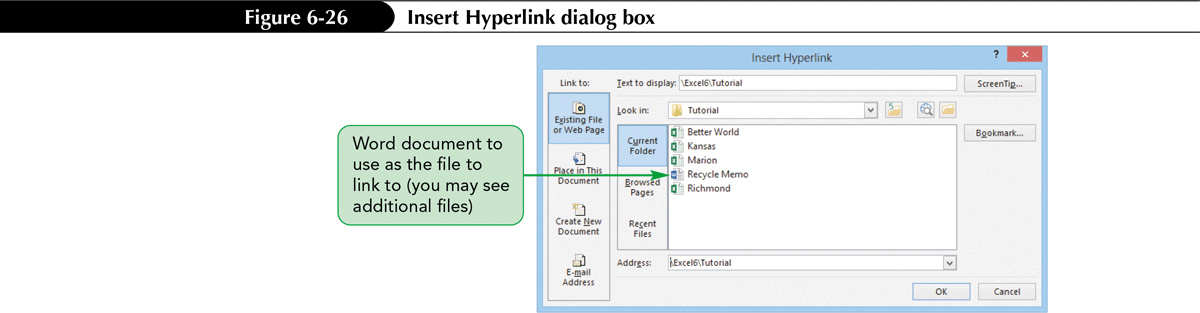 Figure 6-26
Insert Hyperlink dialog box
Insert Hyperlink
?
Link to:
Text to display: \Excel6\Tutorial
ScreenTip...
Existing File
or Web Page
Look in: Tutorial
Bookmark...
Current
Folder
Better World
Kansas
Marion
Recycle Memo
Richmond
Word document to
use as the file to
link to (you may see
additional files)
Place in This
Document
Browsed
Pages
Create New
Document
Recent
Files
E-mail
Address
Address: \Excel6\Tutorial
OK
Cancel